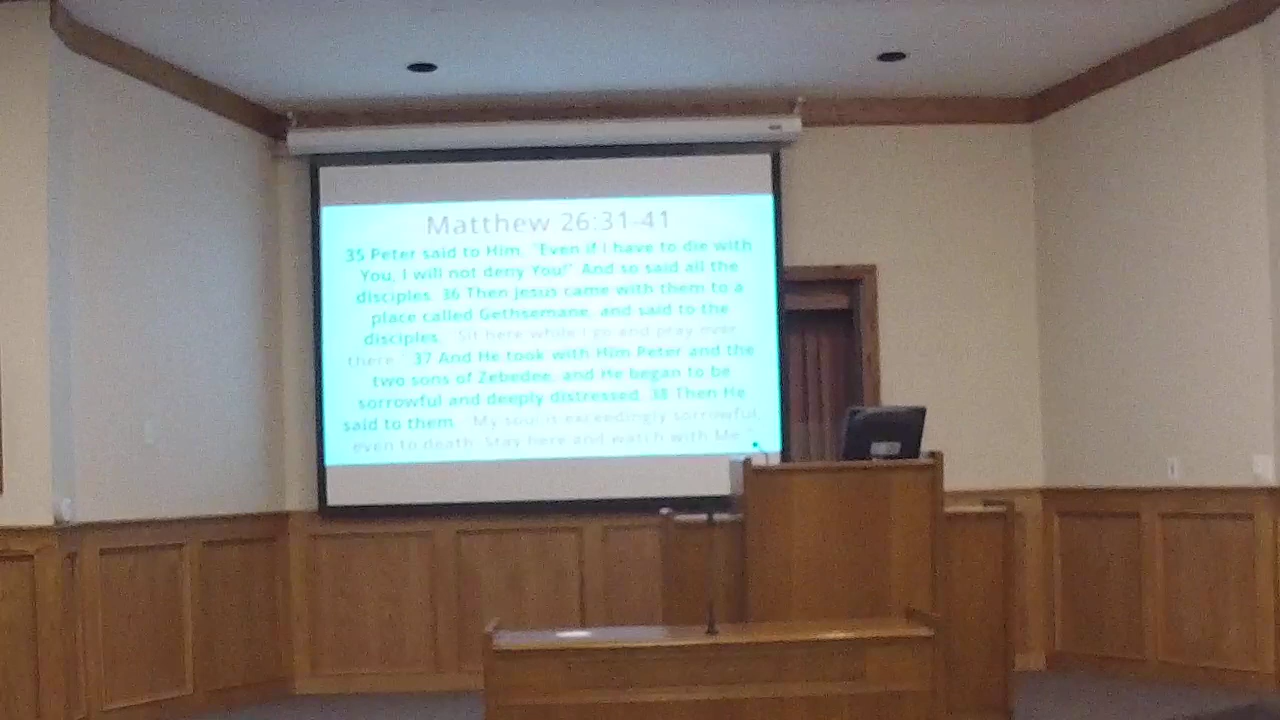 Matthew 26:31-41
35 Peter said to Him, "Even if I have to die with
You, I will not deny You!" And so said all the
disciples. 36 Then Jesus came with them to a
place called Gethsemane, and said to the
disciples, "Sit here while I go and pray over
there." 37 And He took with Him Peter and the
two sons of Zebedee, and He began to be
sorrowful and deeply distressed. 38 Then He
said to them, "My soul is exceedingly sorrowful,
even to death. Stay here and watch with Me."